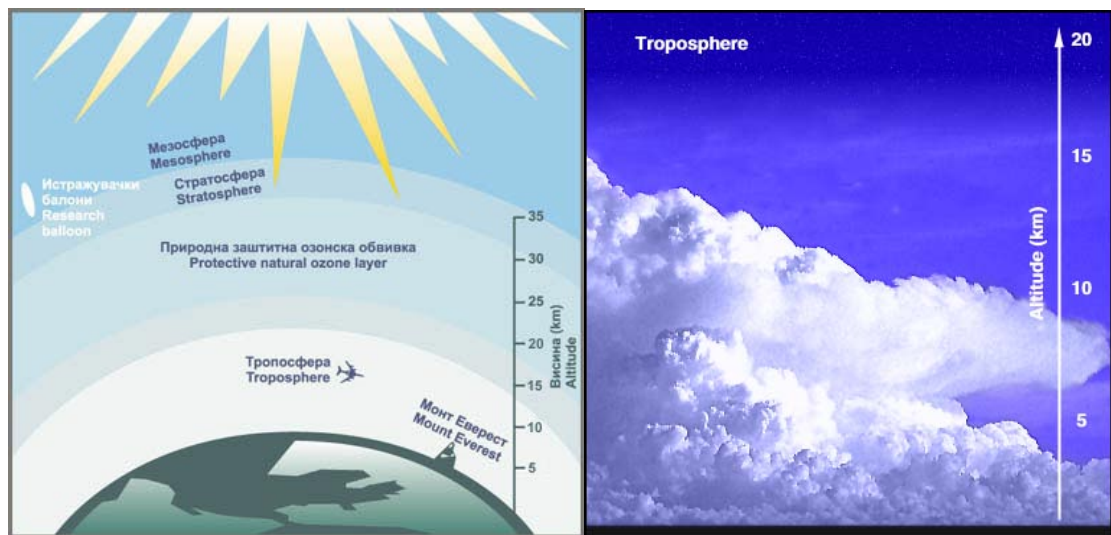 Мезосфера
Mesosphere
Стратосфера
Stratosphere
Истражувачки
балони
Research
balloon
Природна заштитна озонска обвивка
Protective natural ozone layer
Тропосфера
Troposphere
Монт Еверест
Mount Everest
35
30
25
20
15
10
5
Висина (km)
Altitude
Troposphere
20
15
10
5
Altitude (km)